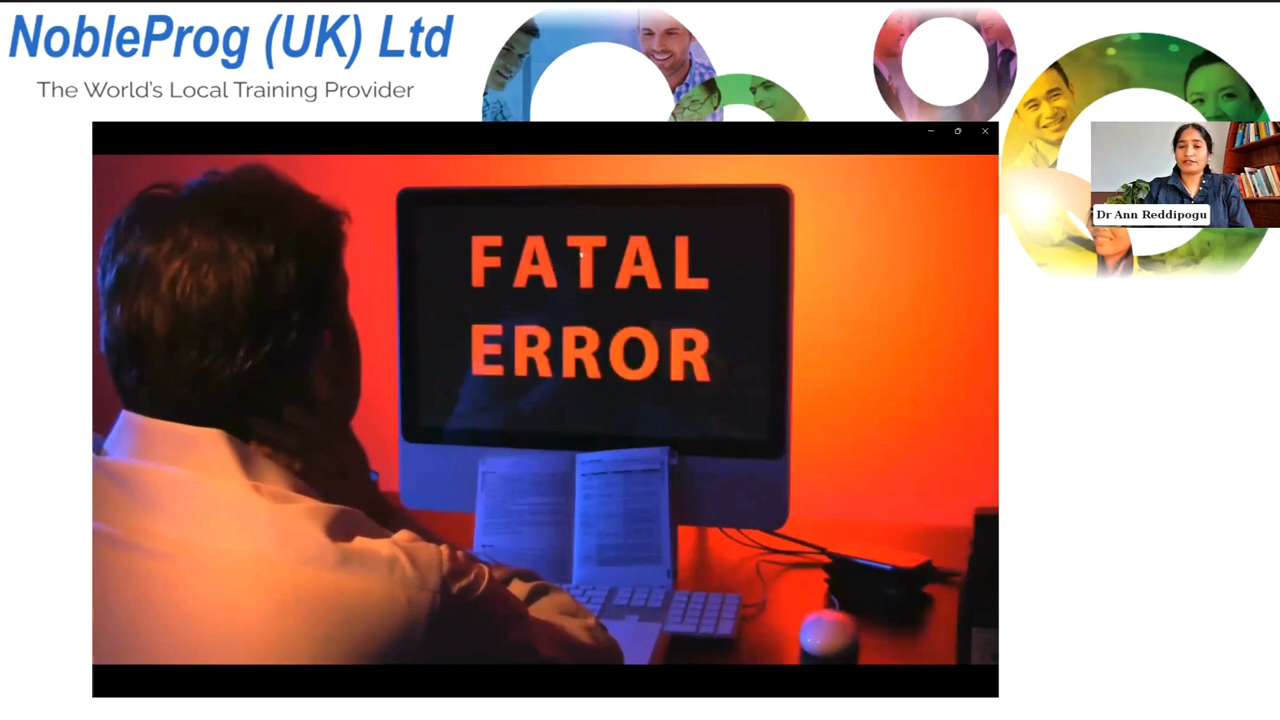 NobleProg (UK) Ltd
The World's Local Training Provider
Dr Ann Reddipogu
FATAL
ERROR